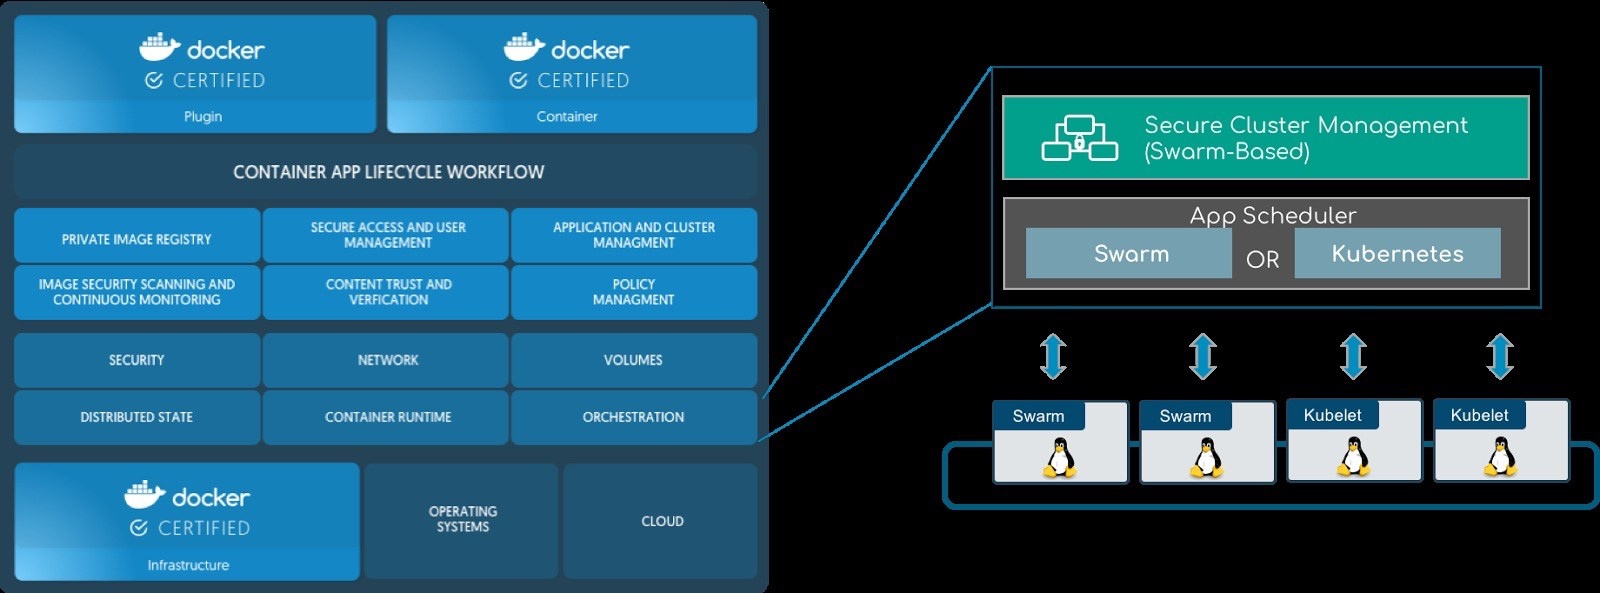 docker
CERTIFIED
Plugin
docker
CERTIFIED
Container
CONTAINER APP LIFECYCLE WORKFLOW
PRIVATE IMAGE REGISTRY
SECURE ACCESS AND USER
MANAGEMENT
APPLICATION AND CLUSTER
MANAGMENT
IMAGE SECURITY SCANNING AND
CONTINUOUS MONITORING
CONTENT TRUST AND
VERFICATION
POLICY
MANAGMENT
SECURITY
NETWORK
VOLUMES
DISTRIBUTED STATE
CONTAINER RUNTIME
ORCHESTRATION
docker
CERTIFIED
Infrastructure
OPERATING
SYSTEMS
CLOUD
Secure Cluster Management
(Swarm-Based)
App Scheduler
Swarm
OR
Kubernetes
Swarm
Swarm
Kubelet
Kubelet